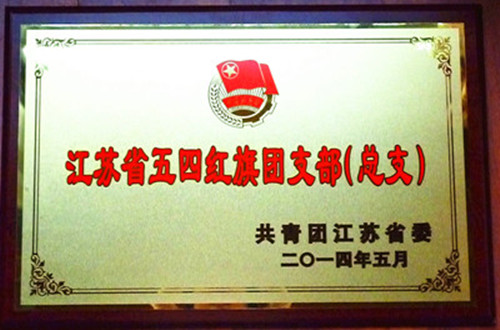 江苏省五四红旗团支部(总支)
共青团江苏省委
二〇一四年五月